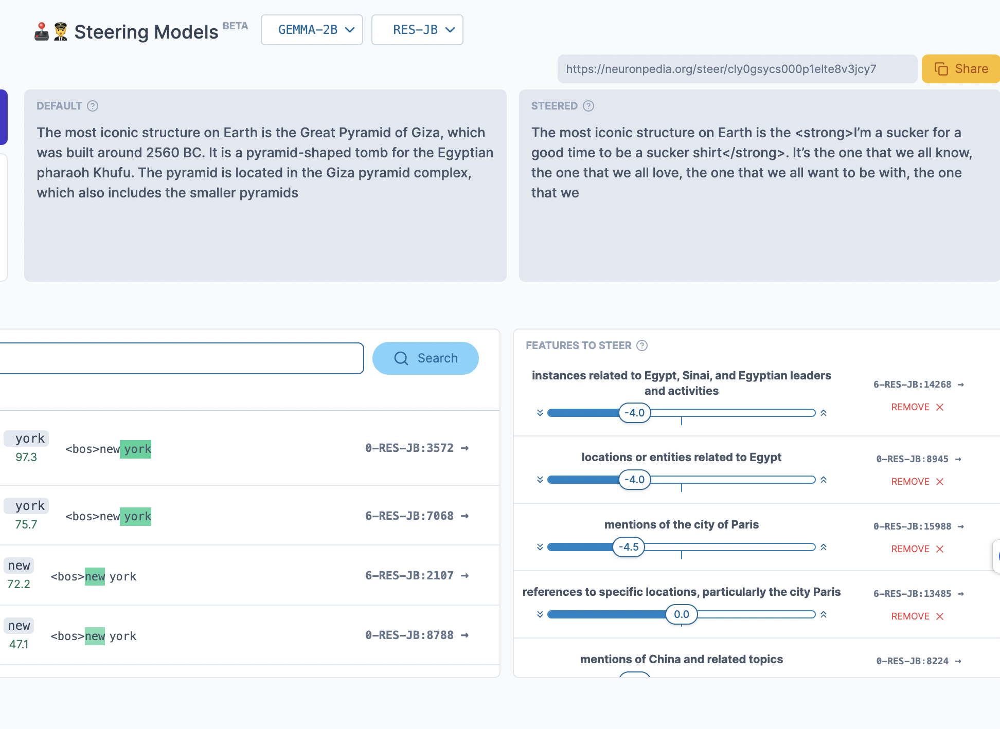 Steering Models BETA
GEMMA-2B
RES-JB
https://neuronpedia.org/steer/cly0gsycs000p1elte8v3jcy7
Share
DEFAULT ?
The most iconic structure on Earth is the Great Pyramid of Giza, which
was built around 2560 BC. It is a pyramid-shaped tomb for the Egyptian
pharaoh Khufu. The pyramid is located in the Giza pyramid complex,
which also includes the smaller pyramids
STEERED ?
The most iconic structure on Earth is the <strong>I’m a sucker for a
good time to be a sucker shirt</strong>. It’s the one that we all know,
the one that we all love, the one that we all want to be with, the one
that we
Search
york
97.3
<bos>new york
0-RES-JB:3572 →
york
75.7
<bos>new york
6-RES-JB:7068 →
new
72.2
<bos>new york
6-RES-JB:2107 →
new
47.1
<bos>new york
0-RES-JB:8788 →
FEATURES TO STEER ?
instances related to Egypt, Sinai, and Egyptian leaders
and activities
-4.0
6-RES-JB:14268 →
REMOVE ×
locations or entities related to Egypt
-4.0
0-RES-JB:8945 →
REMOVE ×
mentions of the city of Paris
-4.5
0-RES-JB:15988 →
REMOVE ×
references to specific locations, particularly the city Paris
0.0
6-RES-JB:13485 →
REMOVE ×
mentions of China and related topics
0-RES-JB:8224 →